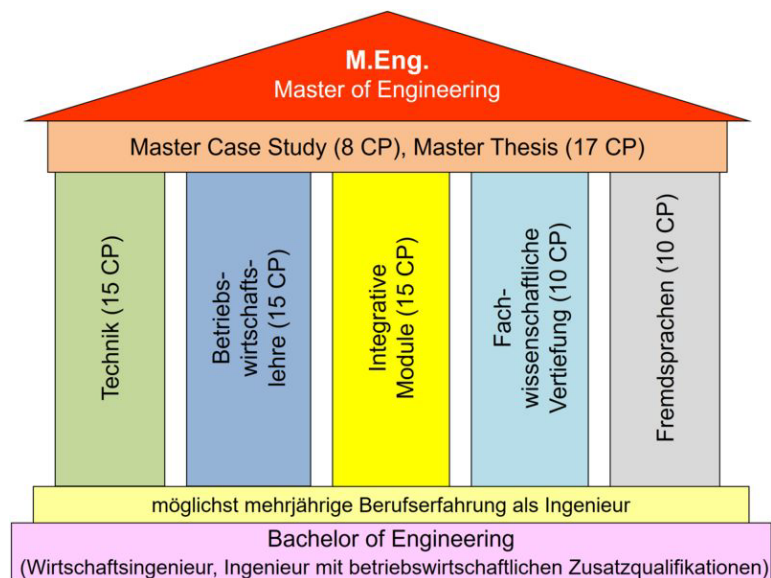 M.Eng.
Master of Engineering
Master Case Study (8 CP), Master Thesis (17 CP)
Technik (15 CP)
Betriebs-
wirtschafts-
lehre (15 CP)
Integrative
Module (15 CP)
Fach-
wissenschaftliche
Vertiefung (10 CP)
Fremdsprachen (10 CP)
möglichst mehrjährige Berufserfahrung als Ingenieur
Bachelor of Engineering
(Wirtschaftsingenieur, Ingenieur mit betriebswirtschaftlichen Zusatzqualifikationen)